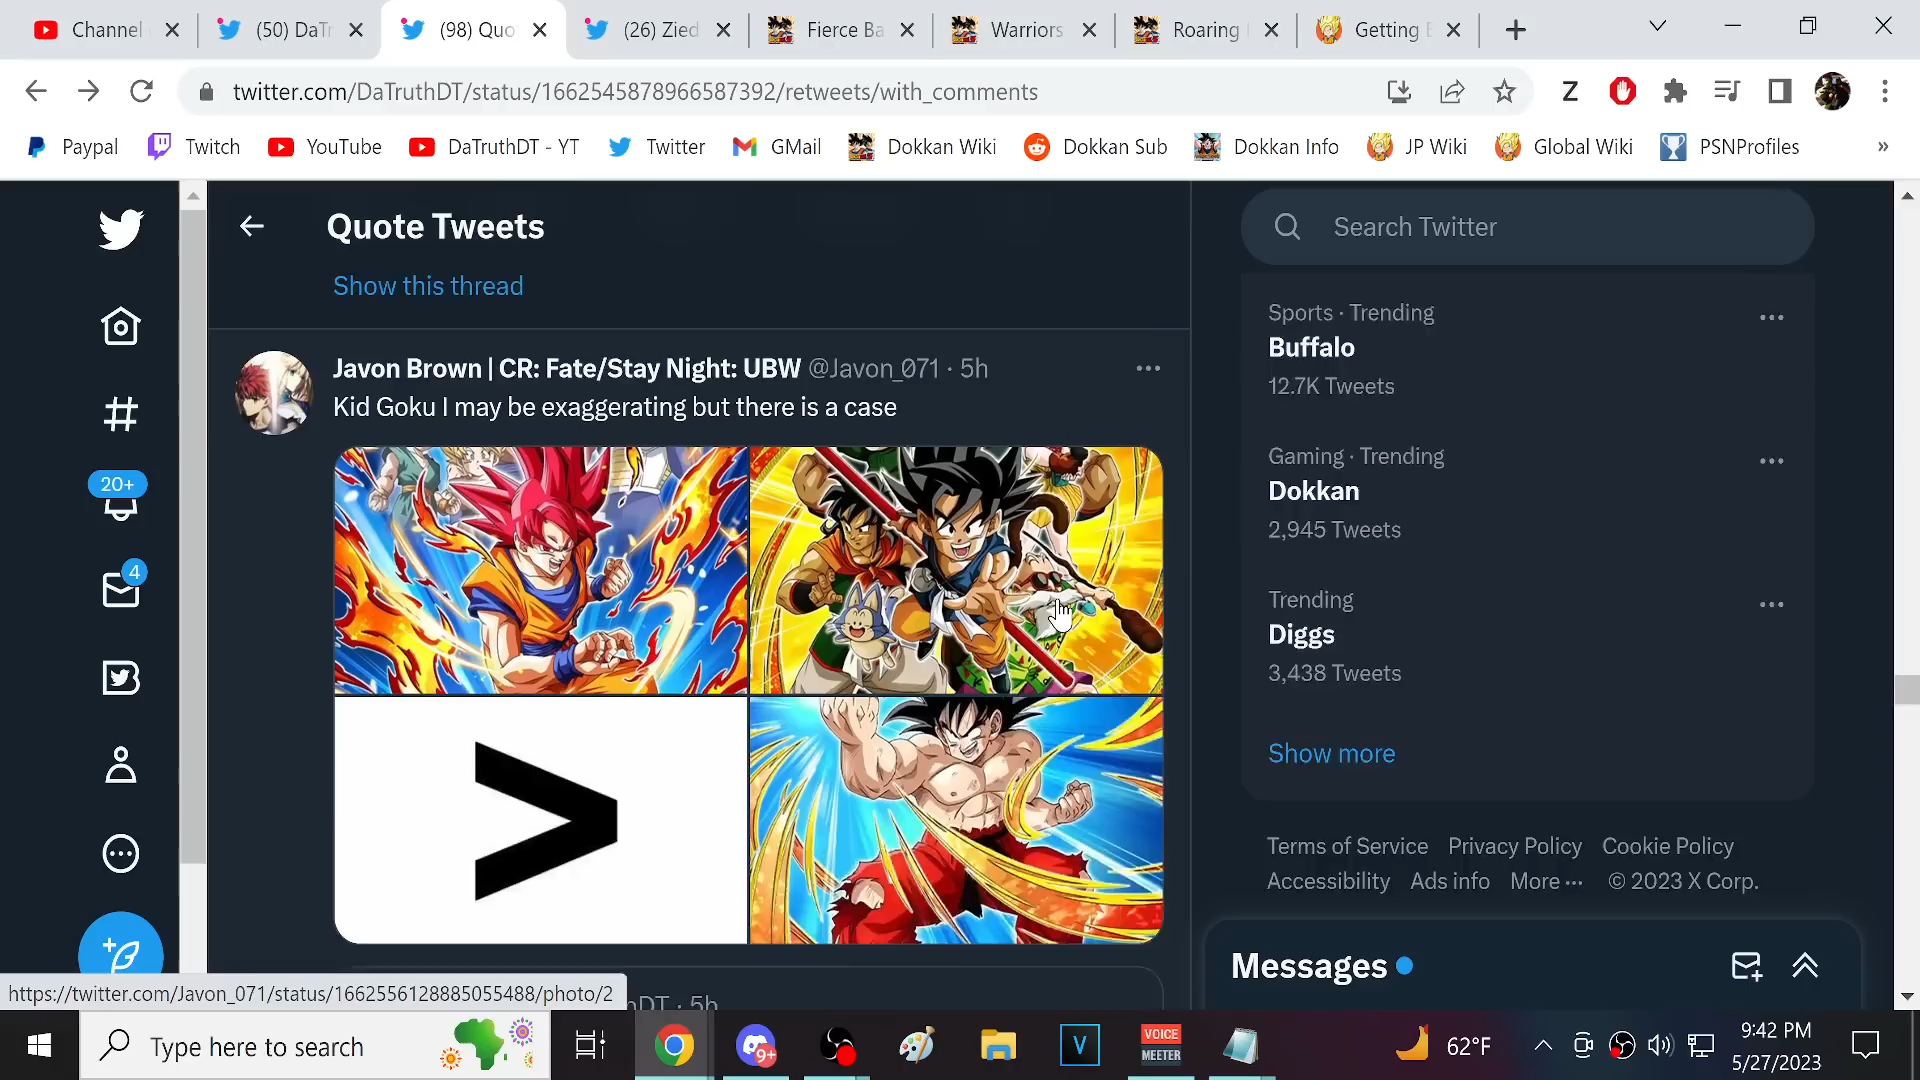 Channel
(50) DaTr
(98) Quo
(26) Zied
Fierce Ba
Warriors
Roaring
Getting
twitter.com/DaTruthDT/status/1662545878966587392/retweets/with_comments
Z
Paypal
Twitch
YouTube
DaTruthDT - YT
Twitter
GMail
Dokkan Wiki
Dokkan Sub
Dokkan Info
JP Wiki
Global Wiki
PSNProfiles
»
Quote Tweets
Show this thread
Javon Brown | CR: Fate/Stay Night: UBW @Javon_071 · 5h
Kid Goku I may be exaggerating but there is a case
>
nDT · 5h
20+
4
Search Twitter
Sports · Trending
Buffalo
12.7K Tweets
Gaming · Trending
Dokkan
2,945 Tweets
Trending
Diggs
3,438 Tweets
Show more
Terms of Service Privacy Policy Cookie Policy
Accessibility Ads info More ··· © 2023 X Corp.
Messages
https://twitter.com/Javon_071/status/1662556128885055488/photo/2
Type here to search
9+
V
VOICE
MEETER
62°F
9:42 PM
5/27/2023